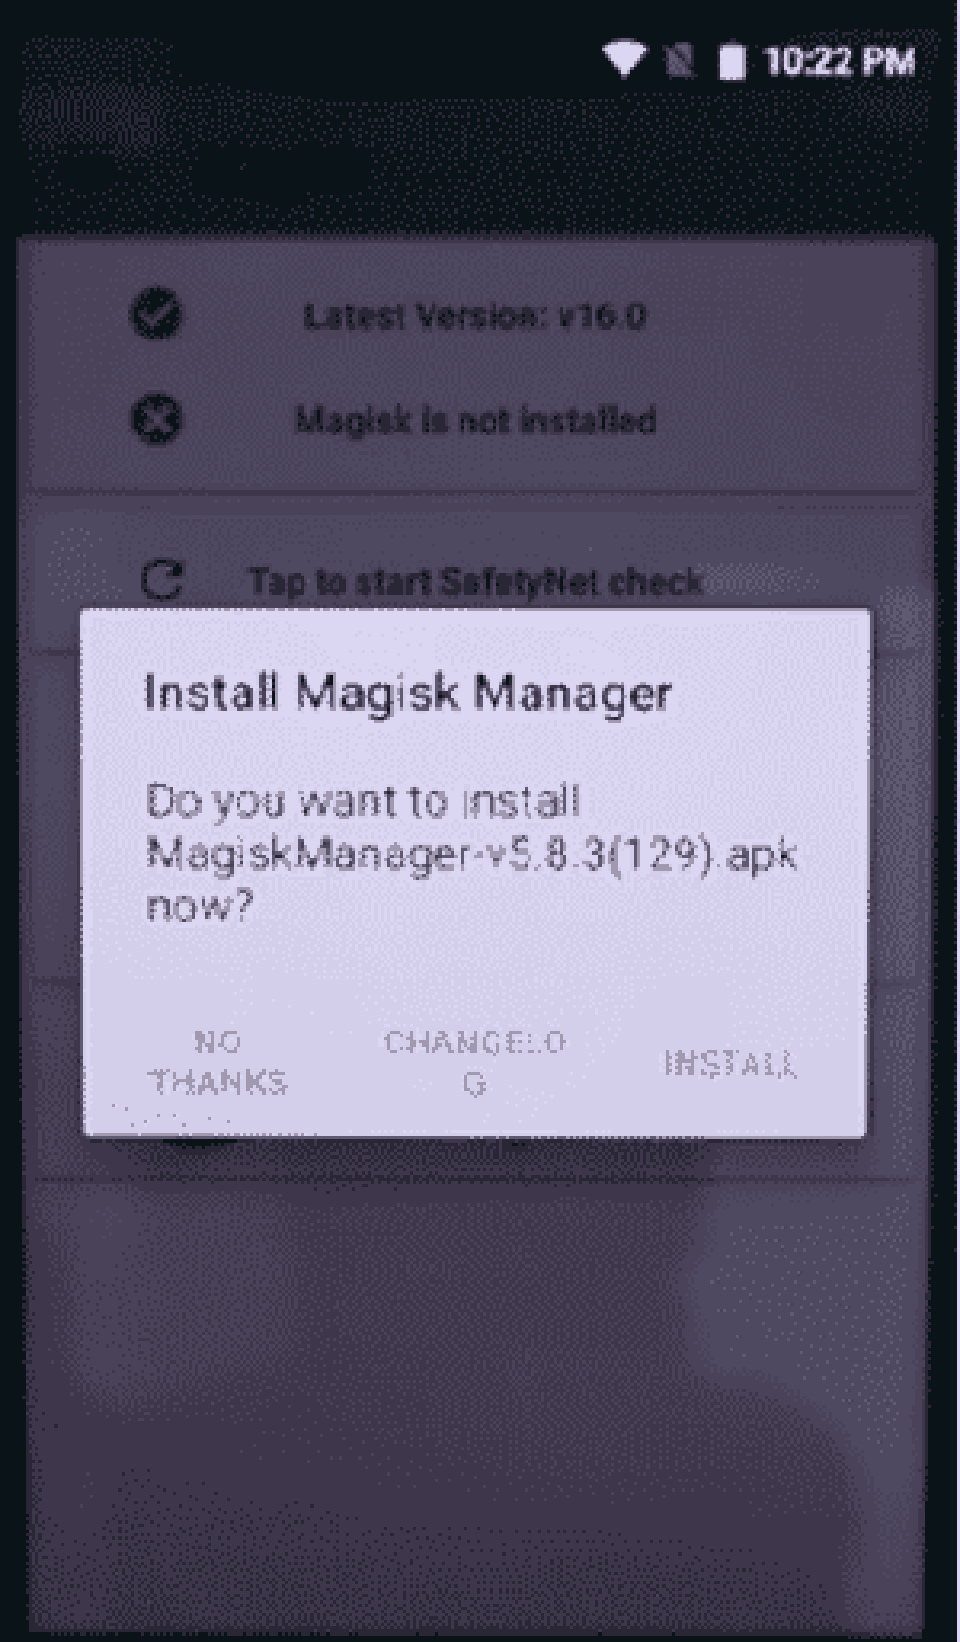 10:22 PM
Latest Version: v16.0
Magisk is not installed
Tap to start SafetyNet check
Install Magisk Manager
Do you want to install
MagiskManager-v5.8.3(129).apk
now?
NO
THANKS
CHANGELO
G
INSTALL